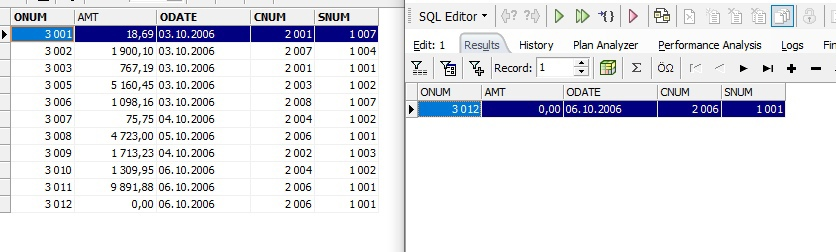 ONUM AMT ODATE CNUM SNUM
3 001 18,69 03.10.2006 2 001 1 007
3 002 1 900,10 03.10.2006 2 007 1 004
3 003 767,19 03.10.2006 2 001 1 001
3 005 5 160,45 03.10.2006 2 003 1 002
3 006 1 098,16 03.10.2006 2 008 1 007
3 007 75,75 04.10.2006 2 004 1 002
3 008 4 723,00 05.10.2006 2 006 1 001
3 009 1 713,23 04.10.2006 2 002 1 003
3 010 1 309,95 06.10.2006 2 004 1 002
3 011 9 891,88 06.10.2006 2 006 1 001
3 012 0,00 06.10.2006 2 006 1 001
SQL Editor
Edit: 1 Results History Plan Analyzer Performance Analysis Logs
Record: 1 Σ ÖΩ
ONUM AMT ODATE CNUM SNUM
3 012 0,00 06.10.2006 2 006 1 001